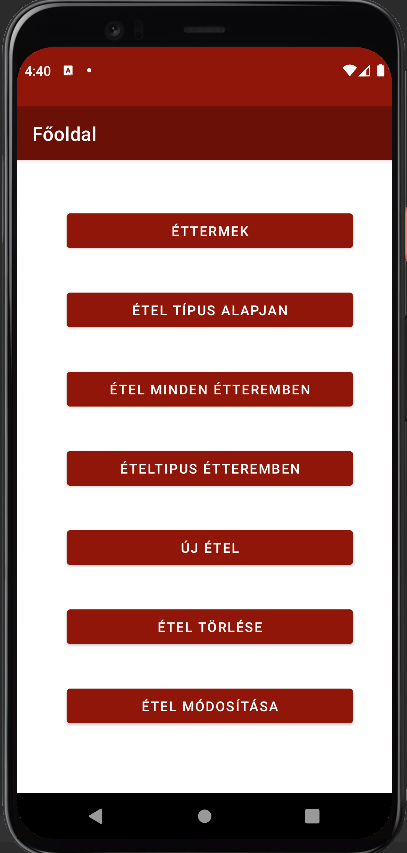 4:40
Főoldal
ÉTTERMEK
ÉTEL TÍPUS ALAPJAN
ÉTEL MINDEN ÉTTEREMBEN
ÉTELTIPUS ÉTTEREMBEN
ÚJ ÉTEL
ÉTEL TÖRLÉSE
ÉTEL MÓDOSÍTÁSA